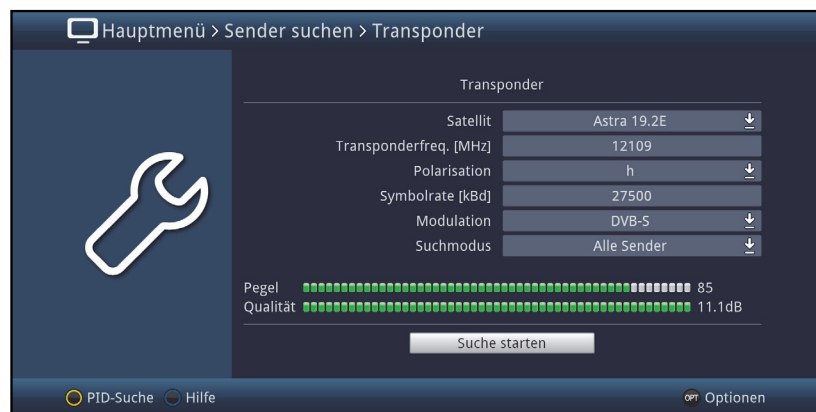 Hauptmenü > Sender suchen > Transponder
Transponder
Satellit Astra 19.2E
Transponderfreq. [MHz] 12109
Polarisation h
Symbolrate [kBd] 27500
Modulation DVB-S
Suchmodus Alle Sender
Pegel 85
Qualität 11.1dB
Suche starten
PID-Suche Hilfe OPT Optionen